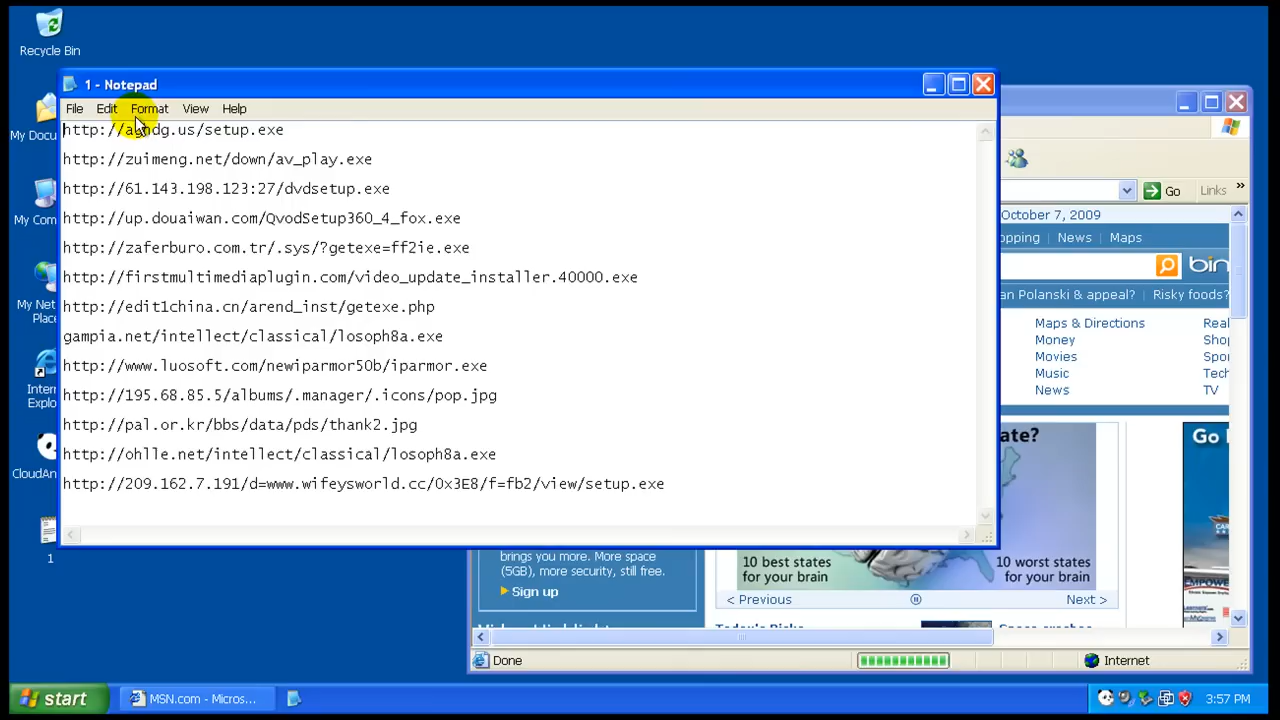 Recycle Bin
1 - Notepad
File Edit Format View Help
setup.exe
http://zuimeng.net/down/av_play.exe
http://61.143.198.123:27/dvdsetup.exe
http://up.douaiwan.com/QvodSetup360_4_fox.exe
http://zaferburo.com.tr/.sys/?getexe=ff2ie.exe
http://firstmultimediaplugin.com/video_update_installer.40000.exe
http://edit1china.cn/arend_inst/getexe.php
gampia.net/intellect/classical/losoph8a.exe
http://www.luosoft.com/newiparmor50b/iparmor.exe
http://195.68.85.5/albums/.manager/.icons/pop.jpg
http://pal.or.kr/bbs/data/pds/thank2.jpg
http://ohlle.net/intellect/classical/losoph8a.exe
http://209.162.7.191/d=www.wifeysworld.cc/0x3E8/f=fb2/view/setup.exe
My Docu
My Com
My Net
Place
Intern
Explo
CloudAn
1
Go Links »
October 7, 2009
opping News Maps
bin
an Polanski & appeal? Risky foods?
Maps & Directions Real
Money Shop
Movies Spor
Music Tech
News TV
ate?
Go
brings you more. More space
(5GB), more security, still free.
Sign up
10 best states
for your brain
10 worst states
for your brain
< Previous Next >
Done
Internet
start
MSN.com - Micros...
3:57 PM